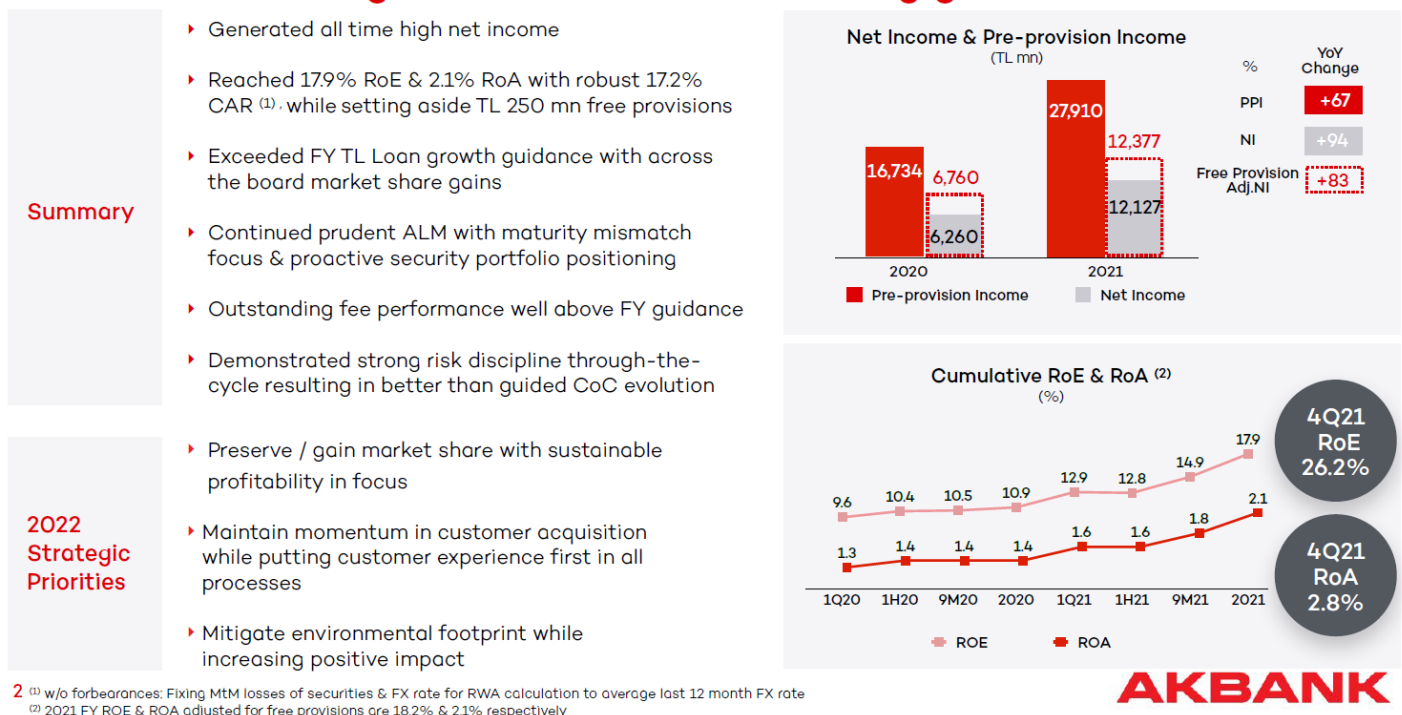 Summary
Generated all time high net income
Reached 17.9% RoE & 2.1% RoA with robust 17.2%
CAR (1), while setting aside TL 250 mn free provisions
Exceeded FY TL Loan growth guidance with across
the board market share gains
Continued prudent ALM with maturity mismatch
focus & proactive security portfolio positioning
Outstanding fee performance well above FY guidance
Demonstrated strong risk discipline through-the-
cycle resulting in better than guided CoC evolution
2022
Strategic
Priorities
Preserve / gain market share with sustainable
profitability in focus
Maintain momentum in customer acquisition
while putting customer experience first in all
processes
Mitigate environmental footprint while
increasing positive impact
Net Income & Pre-provision Income
(TL mn)
% YoY
Change
PPI +67
NI +94
Free Provision
Adj.NI +83
27,910
12,377
16,734 6,760
12,127
6,260
2020 2021
Pre-provision Income Net Income
Cumulative RoE & RoA (2)
(%)
9.6 10.4 10.5 10.9 12.9 12.8 14.9 17.9
1.3 1.4 1.4 1.4 1.6 1.6 1.8 2.1
1Q20 1H20 9M20 2020 1Q21 1H21 9M21 2021
ROE ROA
4Q21
RoE
26.2%
4Q21
RoA
2.8%
2 (1) w/o forbearances: Fixing MtM losses of securities & FX rate for RWA calculation to average last 12 month FX rate
(2) 2021 FY ROE & ROA adjusted for free provisions are 18.2% & 2.1% respectively
AKBANK